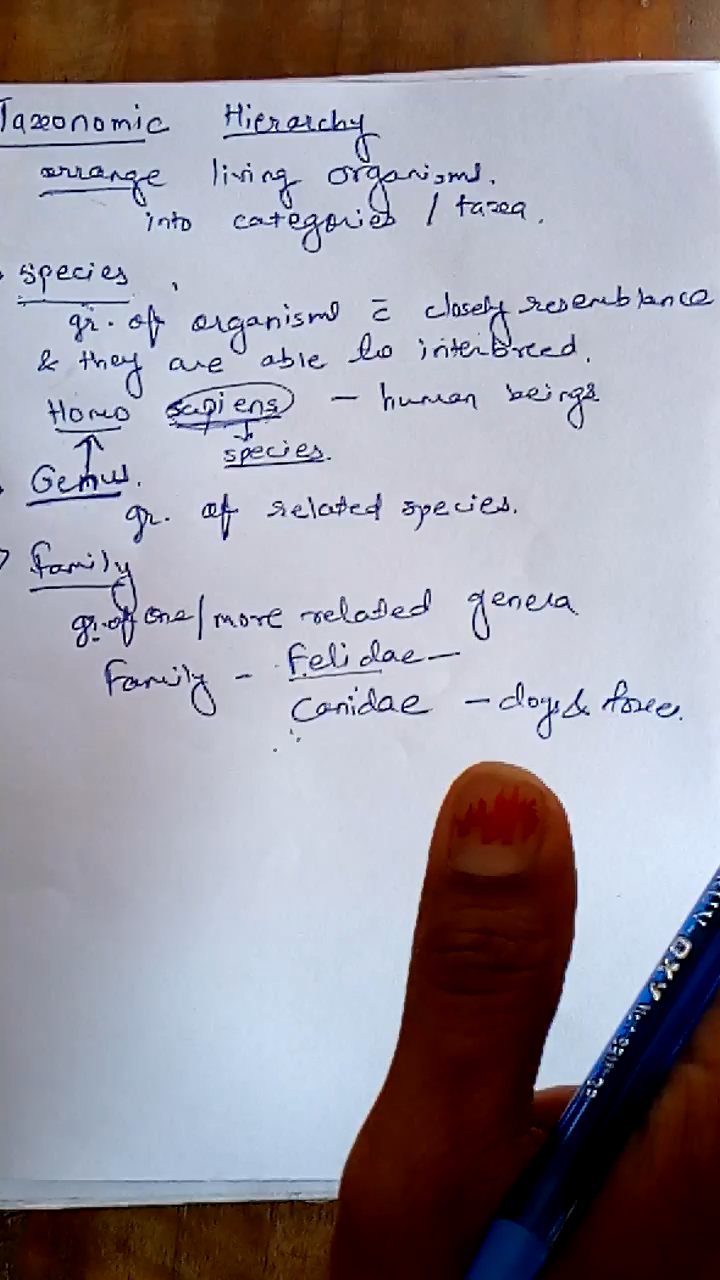 Taxonomic Hierarchy
arrange living organisms.
into categories / taxa.
Species
gr. of organisms c̄ closely resemblance
& they are able to interbreed.
Homo sapiens — human beings
species.
Genus.
gr. of related species.
Family
gr. of one/more related genera
Family - Felidae —
Canidae — dogs & foxes.
OXY